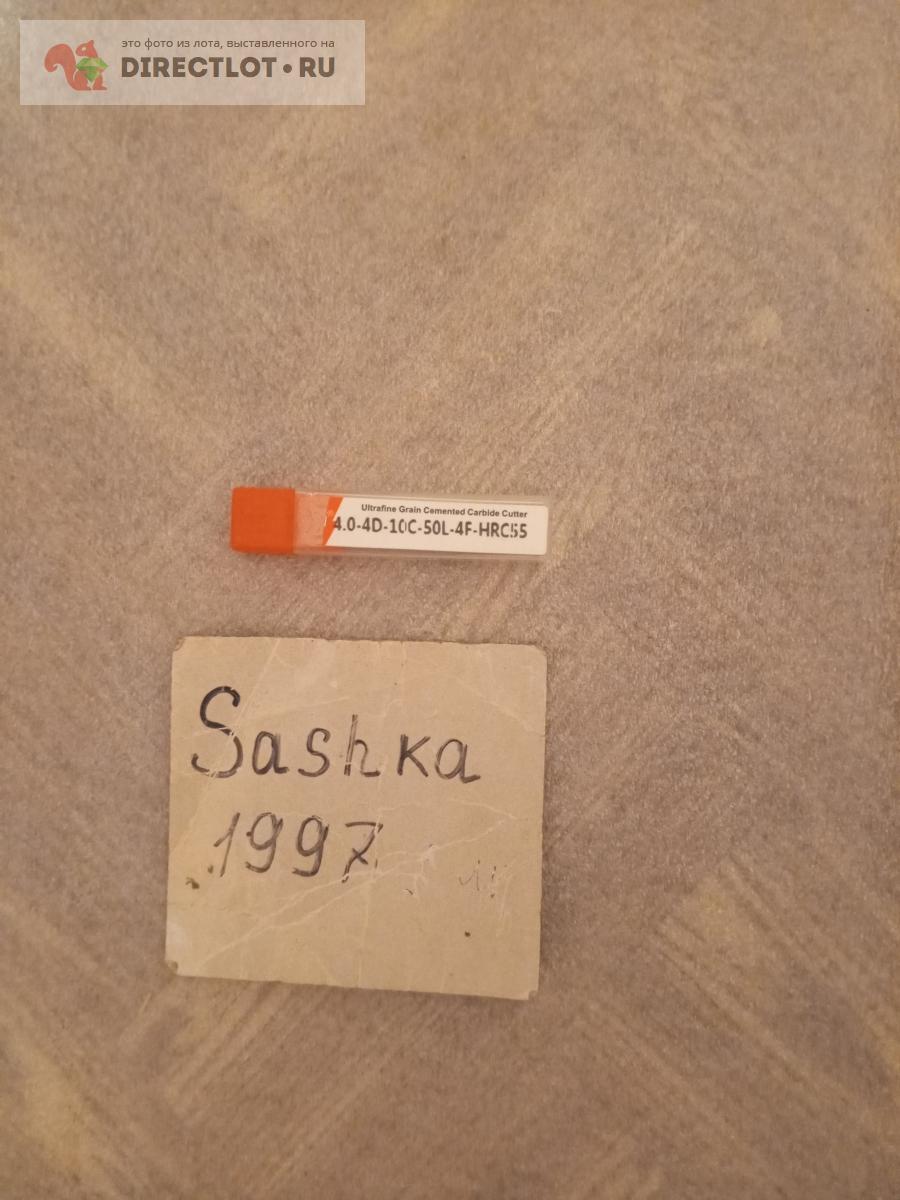 это фото из лота, выставленного на
DIRECTLOT•RU
Ultrafine Grain Cemented Carbide Cutter
4.0-4D-10C-50L-4F-HRC55
Sashka
1997